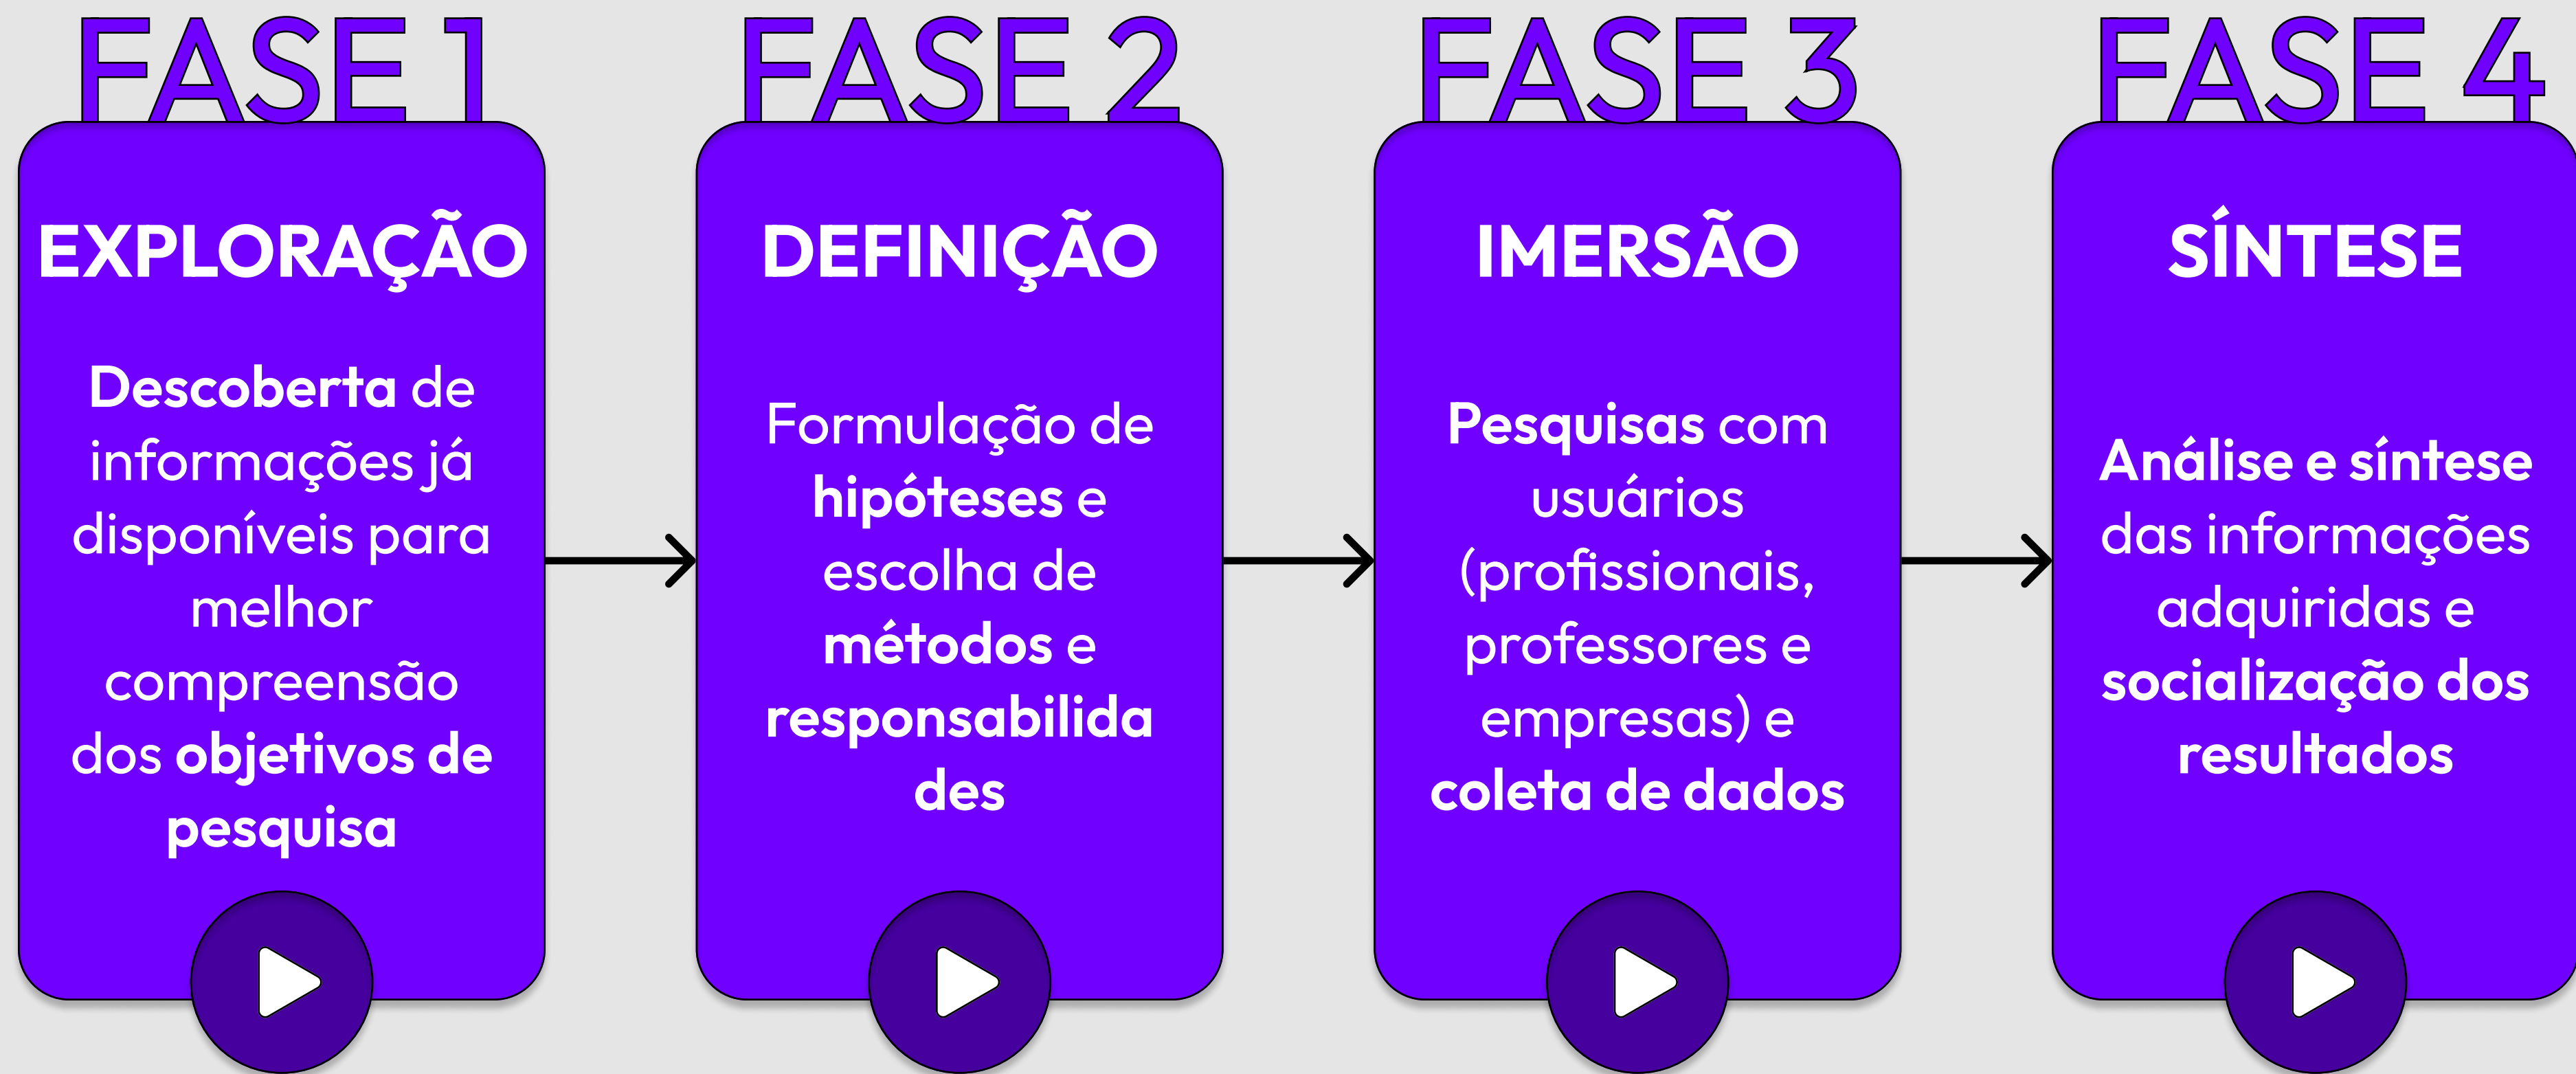 FASE 1
EXPLORAÇÃO
Descoberta de
informações já
disponíveis para
melhor
compreensão
dos objetivos de
pesquisa
FASE 2
DEFINIÇÃO
Formulação de
hipóteses e
escolha de
métodos e
responsabilida
des
FASE 3
IMERSÃO
Pesquisas com
usuários
(profissionais,
professores e
empresas) e
coleta de dados
FASE 4
SÍNTESE
Análise e síntese
das informações
adquiridas e
socialização dos
resultados